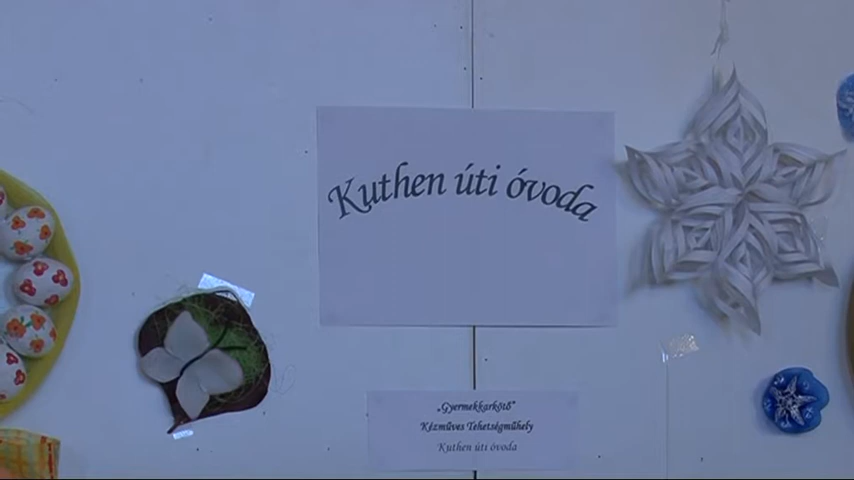 Kuthen úti óvoda
„Gyermekkarkötő"
Kézműves Tehetségműhely
Kuthen úti óvoda